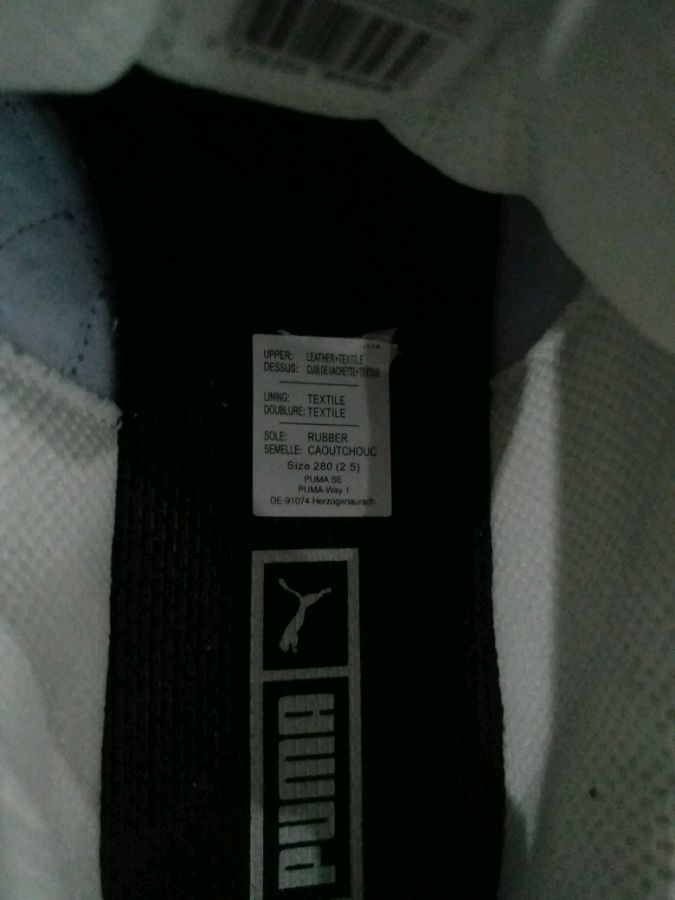 UPPER: LEATHER+TEXTILE
DESSUS: CUIR DE VACHETTE+TEXTILE
LINING: TEXTILE
DOUBLURE: TEXTILE
SOLE: RUBBER
SEMELLE: CAOUTCHOUC
Size 280 (2 5)
PUMA SE
PUMA-Way 1
DE-91074 Herzogenaurach
PUMA